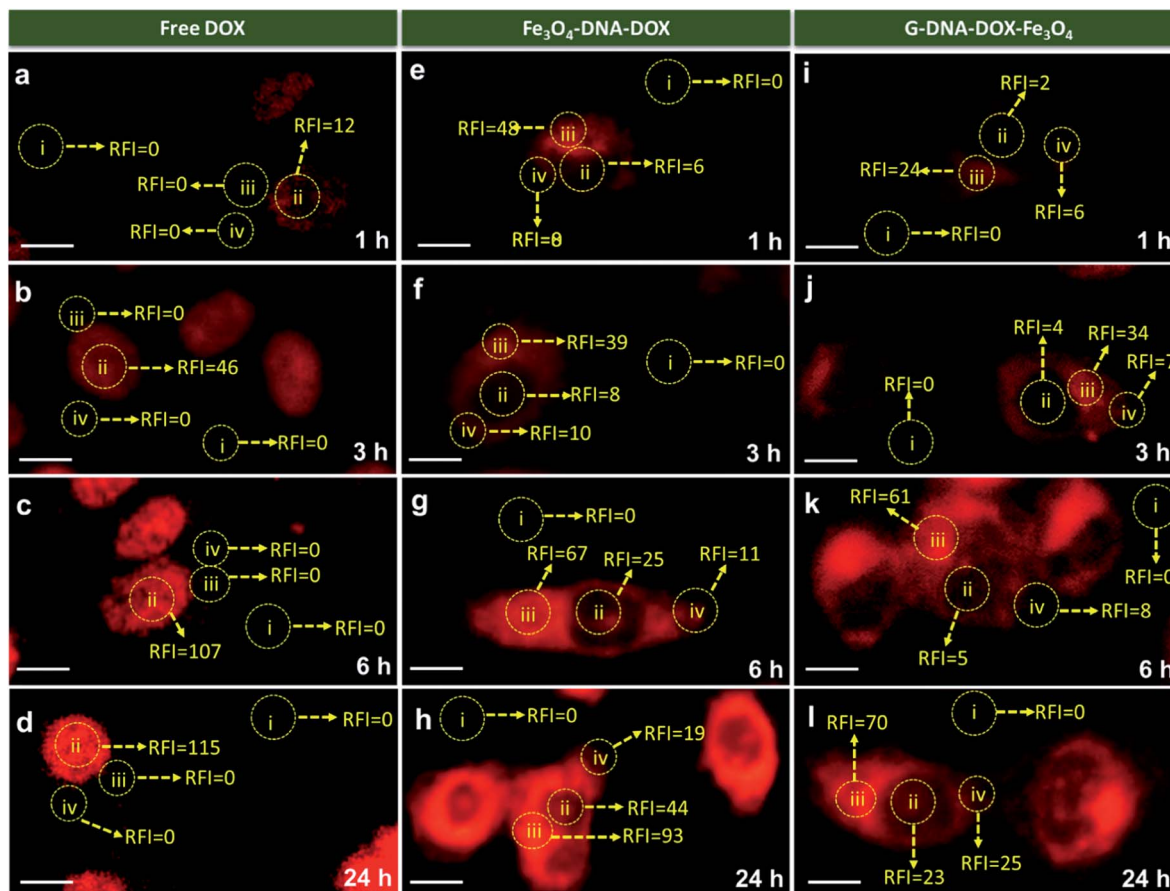 Free DOX
Fe₃O₄-DNA-DOX
G-DNA-DOX-Fe₃O₄
a
i
RFI=0
RFI=12
RFI=0
iii
ii
RFI=0
iv
1 h
e
i
RFI=0
RFI=48
iii
iv
ii
RFI=6
1 h
i
RFI=2
ii
iv
RFI=24
iii
RFI=6
i
RFI=0
1 h
b
iii
RFI=0
ii
RFI=46
iv
RFI=0
i
RFI=0
3 h
f
iii
RFI=39
i
RFI=0
ii
RFI=8
iv
RFI=10
3 h
j
RFI=4
RFI=34
RFI=7
RFI=0
ii
iii
iv
i
3 h
c
iv
RFI=0
iii
RFI=0
ii
i
RFI=0
RFI=107
6 h
g
i
RFI=0
RFI=67
RFI=25
RFI=11
iii
ii
iv
6 h
k
RFI=61
i
iii
RFI=0
ii
iv
RFI=8
RFI=5
6 h
d
i
RFI=0
ii
RFI=115
iii
RFI=0
iv
RFI=0
24 h
h
i
RFI=0
iv
RFI=19
ii
RFI=44
iii
RFI=93
24 h
l
i
RFI=0
RFI=70
iii
ii
iv
RFI=23
RFI=25
24 h